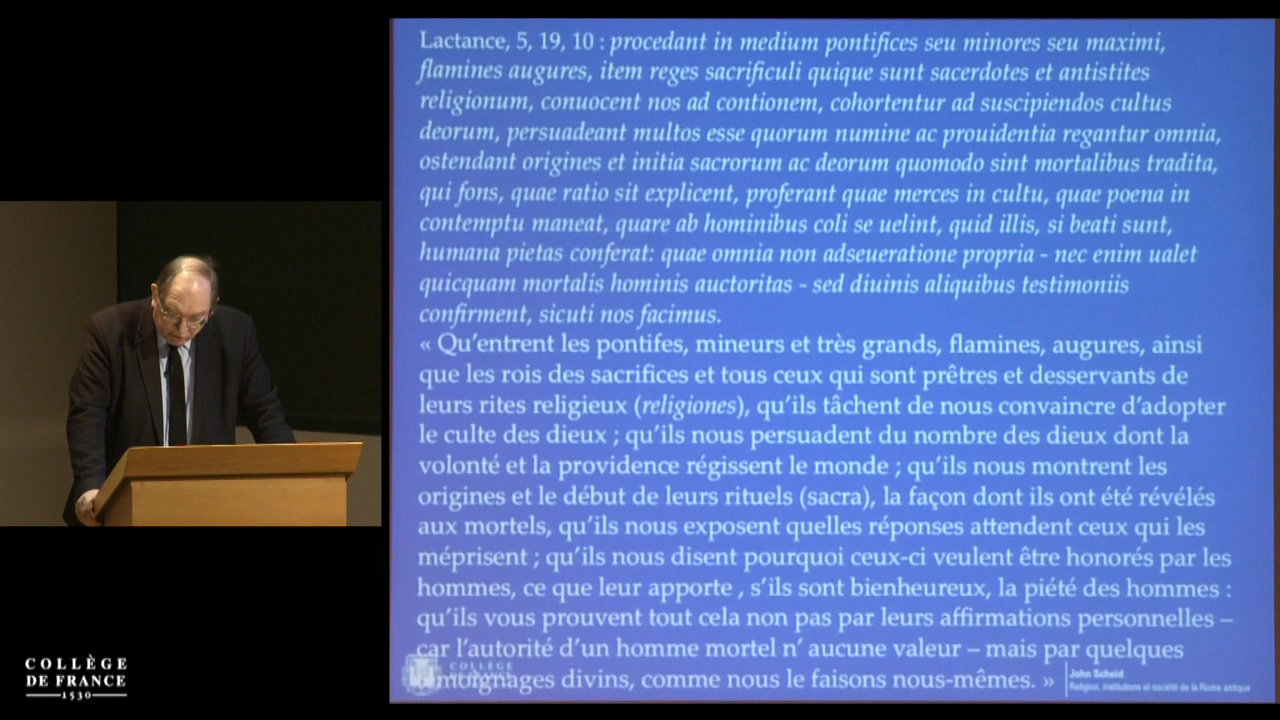 Lactance, 5, 19, 10 : procedant in medium pontifices seu minores seu maximi,
flamines augures, item reges sacrificuli quique sunt sacerdotes et antistites
religionum, conuocent nos ad contionem, cohortentur ad suscipiendos cultus
deorum, persuadeant multos esse quorum numine ac prouidentia regantur omnia,
ostendant origines et initia sacrorum ac deorum quomodo sint mortalibus tradita,
qui fons, quae ratio sit explicent, proferant quae merces in cultu, quae poena in
contemptu maneat, quare ab hominibus coli se uelint, quid illis, si beati sunt,
humana pietas conferat: quae omnia non adseueratione propria - nec enim ualet
quicquam mortalis hominis auctoritas - sed diuinis aliquibus testimoniis
confirment, sicuti nos facimus.
« Qu’entrent les pontifes, mineurs et très grands, flamines, augures, ainsi
que les rois des sacrifices et tous ceux qui sont prêtres et desservants de
leurs rites religieux (religiones), qu’ils tâchent de nous convaincre d’adopter
le culte des dieux ; qu’ils nous persuadent du nombre des dieux dont la
volonté et la providence régissent le monde ; qu’ils nous montrent les
origines et le début de leurs rituels (sacra), la façon dont ils ont été révélés
aux mortels, qu’ils nous exposent quelles réponses attendent ceux qui les
méprisent ; qu’ils nous disent pourquoi ceux-ci veulent être honorés par les
hommes, ce que leur apporte , s’ils sont bienheureux, la piété des hommes :
qu’ils vous prouvent tout cela non pas par leurs affirmations personnelles –
car l’autorité d’un homme mortel n’ aucune valeur – mais par quelques
témoignages divins, comme nous le faisons nous-mêmes. »
John Scheid
Religion, institutions et société de la Rome antique
COLLÈGE
DE FRANCE
1530